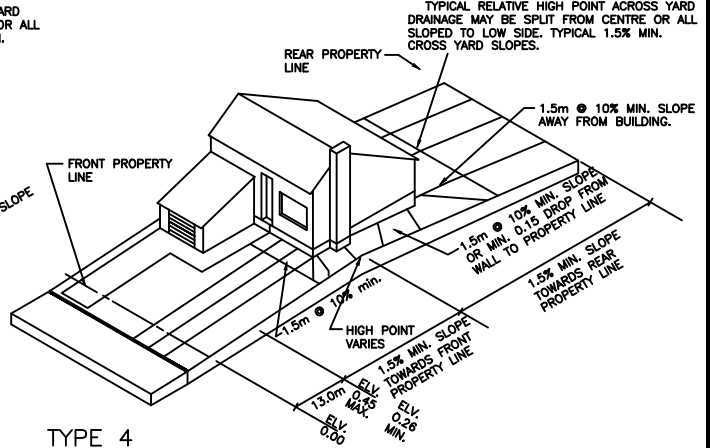 ARD
OR ALL
N.
TYPICAL RELATIVE HIGH POINT ACROSS YARD
DRAINAGE MAY BE SPLIT FROM CENTRE OR ALL
SLOPED TO LOW SIDE. TYPICAL 1.5% MIN.
CROSS YARD SLOPES.
REAR PROPERTY
LINE
1.5m @ 10% MIN. SLOPE
AWAY FROM BUILDING.
FRONT PROPERTY
LINE
SLOPE
1.5m @ 10% MIN. SLOPE
OR MIN. 0.15 DROP FROM
WALL TO PROPERTY LINE
1.5% MIN. SLOPE
TOWARDS REAR
PROPERTY LINE
1.5m @ 10% min.
HIGH POINT
VARIES
1.5% MIN. SLOPE
TOWARDS FRONT
PROPERTY LINE
13.0m
ELV.
0.45
MAX.
ELV.
0.26
MIN.
ELV.
0.00
TYPE 4